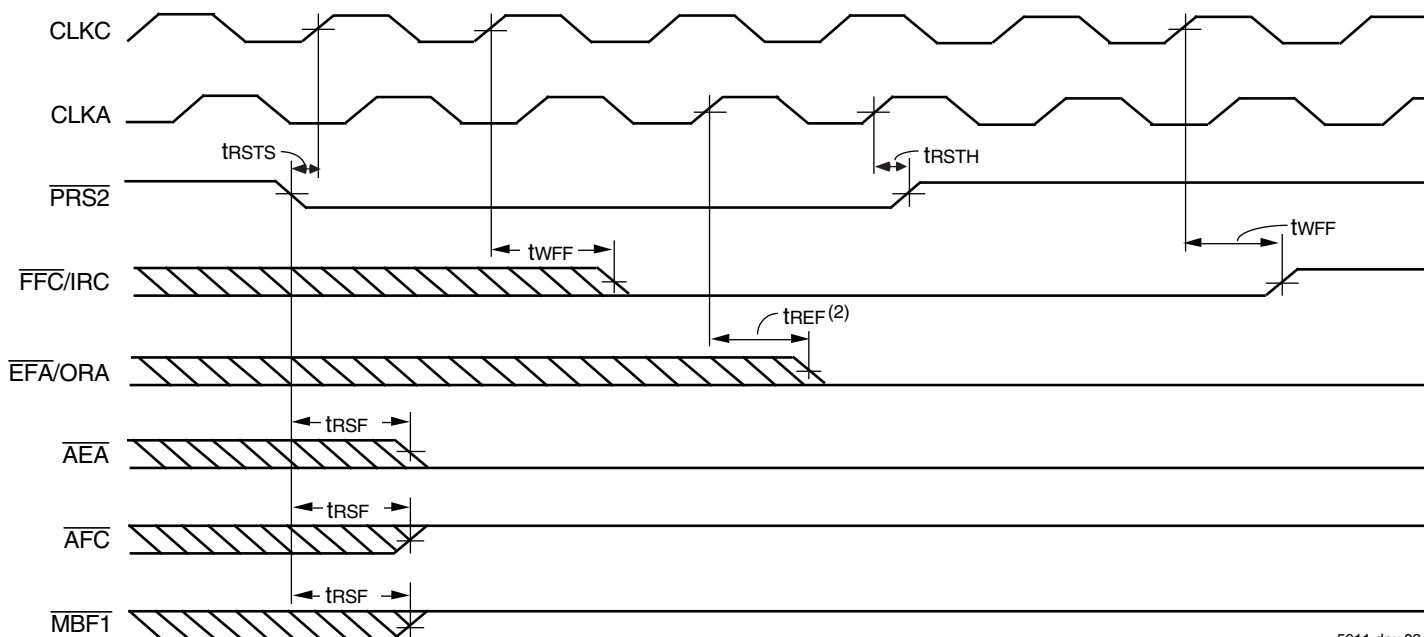 CLKC
CLKA
tRSTS
tRSTH
PRS2
tWFF
tWFF
FFC/IRC
tREF(2)
EFA/ORA
tRSF
AEA
tRSF
AFC
tRSF
MBF1